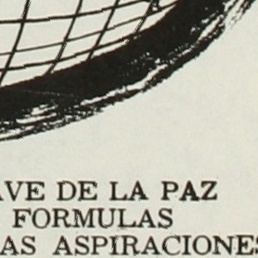 AVE DE LA PAZ
FORMULAS
AS ASPIRACIONES